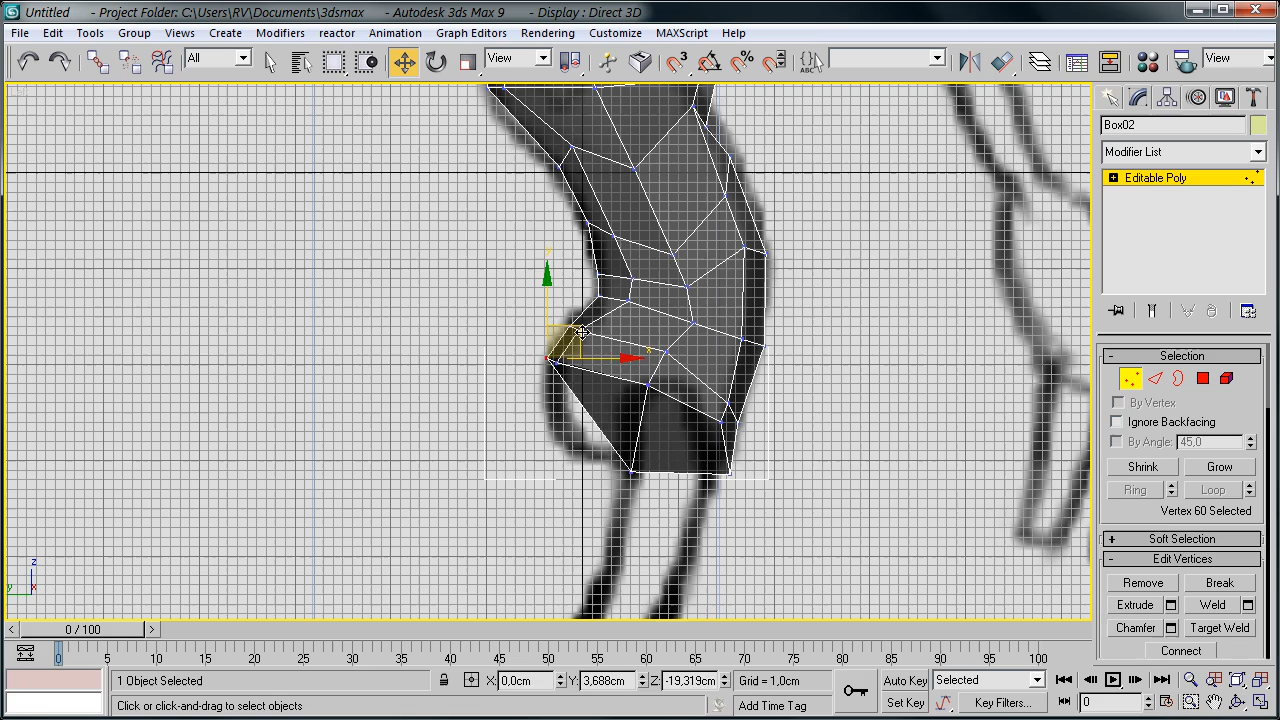 Untitled - Project Folder: C:\Users\RV\Documents\3dsmax - Autodesk 3ds Max 9 - Display : Direct 3D
File Edit Tools Group Views Create Modifiers reactor Animation Graph Editors Rendering Customize MAXScript Help
All View View
Box02
Modifier List
Editable Poly
y
x
z
y x
Selection
By Vertex
Ignore Backfacing
By Angle: 45,0
Shrink Grow
Ring Loop
Vertex 60 Selected
Soft Selection
Edit Vertices
Remove Break
Extrude Weld
Chamfer Target Weld
Connect
0 / 100
0 5 10 15 20 25 30 35 40 45 50 55 60 65 70 75 80 85 90 95 100
1 Object Selected X: 0,0cm Y: 3,688cm Z: -19,319cm Grid = 1,0cm Auto Key Selected
Click or click-and-drag to select objects Add Time Tag Set Key Key Filters... 0